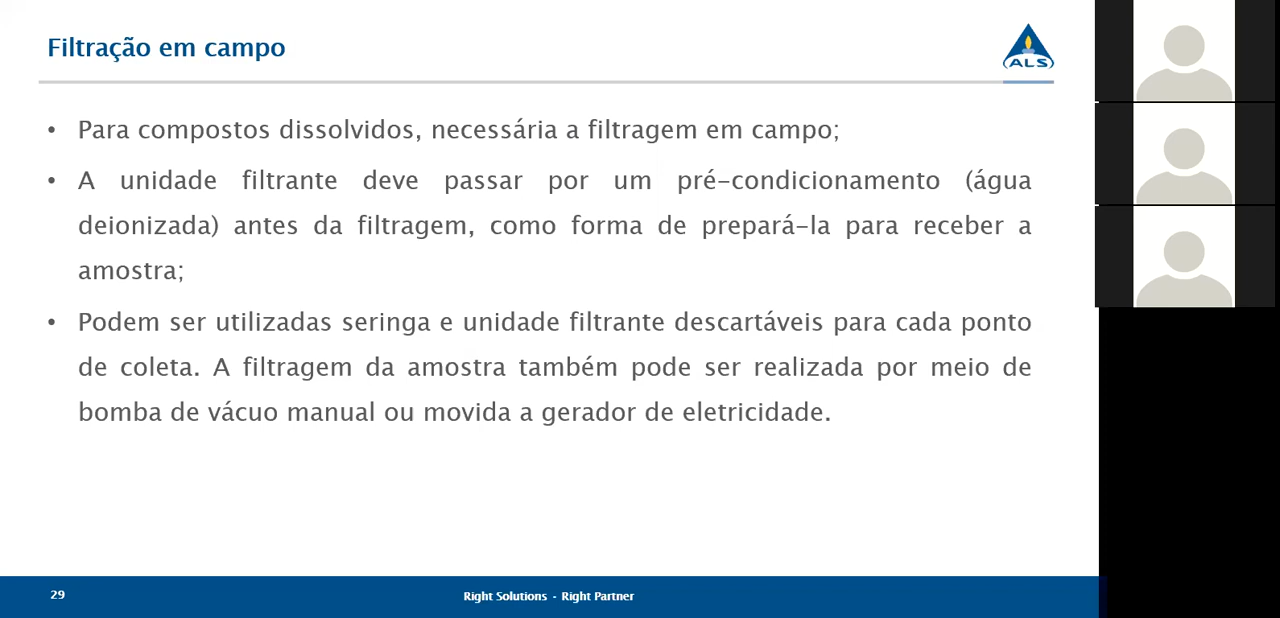 Filtração em campo
ALS
• Para compostos dissolvidos, necessária a filtragem em campo;
• A unidade filtrante deve passar por um pré-condicionamento (água
deionizada) antes da filtragem, como forma de prepará-la para receber a
amostra;
• Podem ser utilizadas seringa e unidade filtrante descartáveis para cada ponto
de coleta. A filtragem da amostra também pode ser realizada por meio de
bomba de vácuo manual ou movida a gerador de eletricidade.
29
Right Solutions - Right Partner